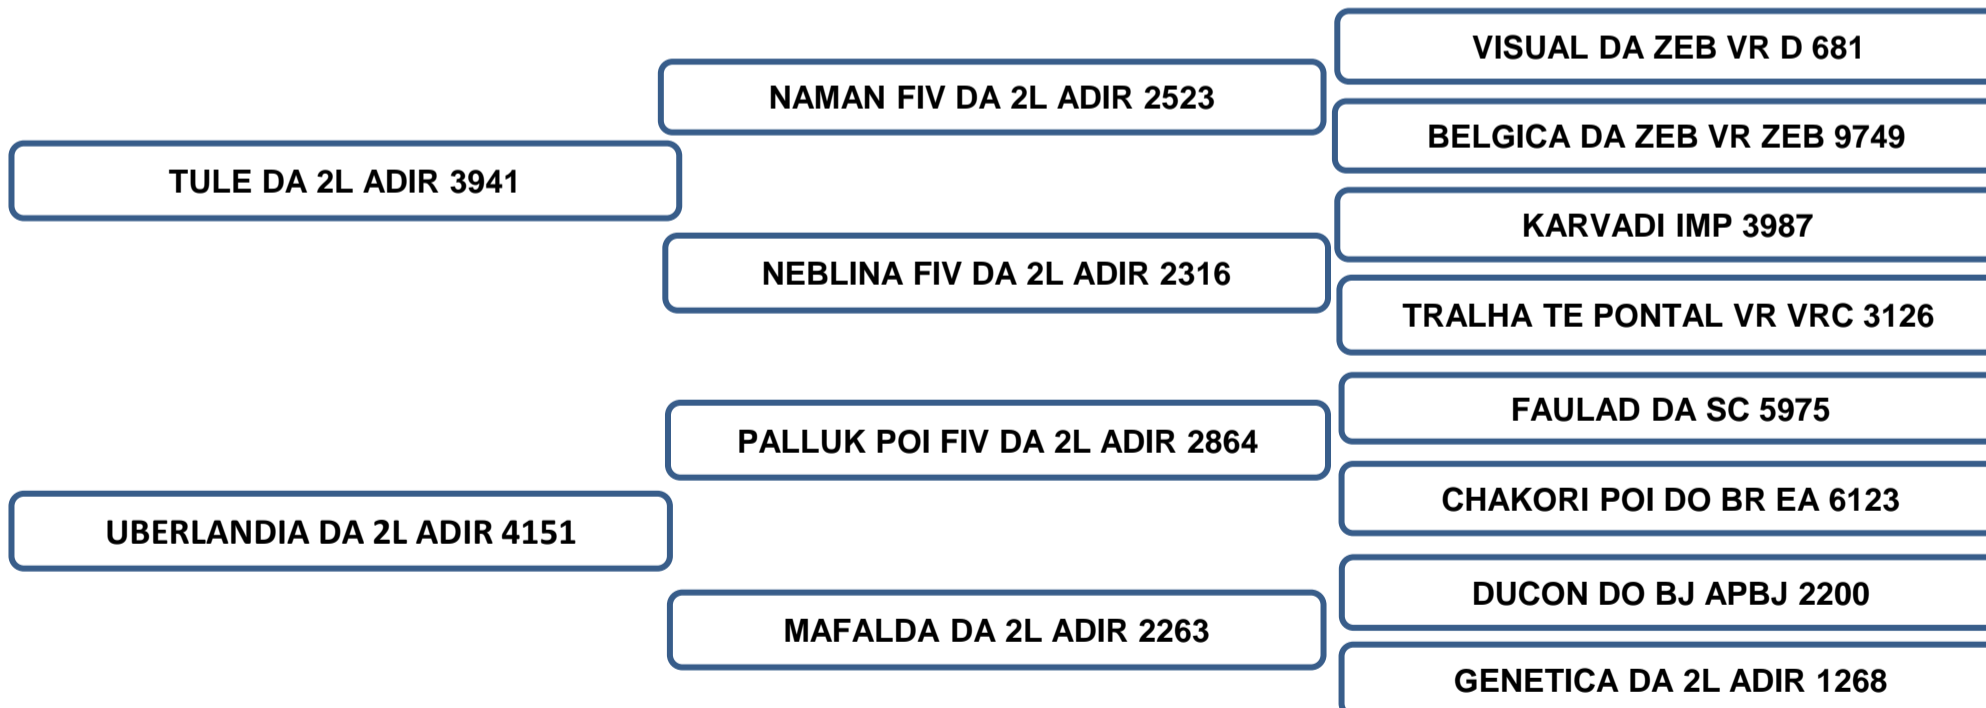 VISUAL DA ZEB VR D 681
NAMAN FIV DA 2L ADIR 2523
BELGICA DA ZEB VR ZEB 9749
TULE DA 2L ADIR 3941
KARVADI IMP 3987
NEBLINA FIV DA 2L ADIR 2316
TRALHA TE PONTAL VR VRC 3126
FAULAD DA SC 5975
PALLUK POI FIV DA 2L ADIR 2864
CHAKORI POI DO BR EA 6123
UBERLANDIA DA 2L ADIR 4151
DUCON DO BJ APBJ 2200
MAFALDA DA 2L ADIR 2263
GENETICA DA 2L ADIR 1268